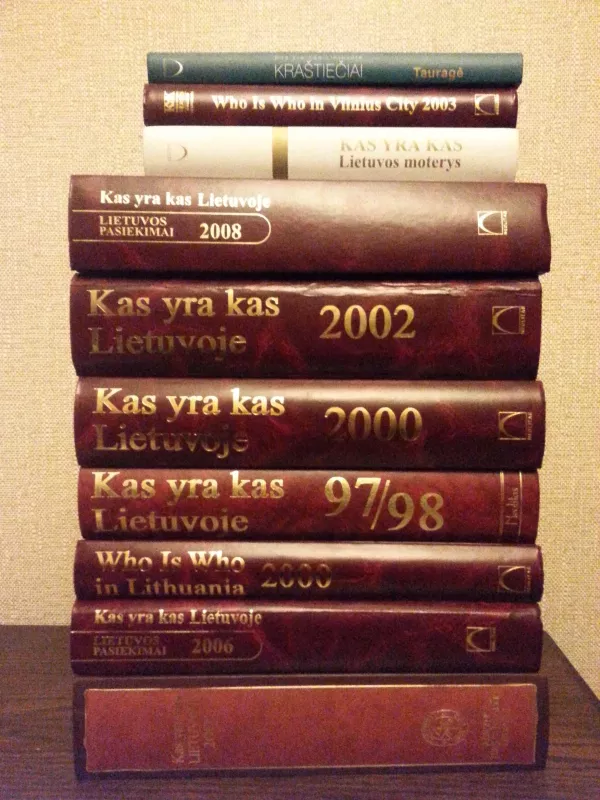 KRAŠTIEČIAI
Tauragė
Who Is Who in Vilnius City 2003
KAS YRA KAS
Lietuvos moterys
Kas yra kas Lietuvoje
LIETUVOS
PASIEKIMAI
2008
Kas yra kas
Lietuvoje
2002
Kas yra kas
Lietuvoje
2000
Kas yra kas
Lietuvoje
97/98
Who Is Who
in Lithuania
2000
Kas yra kas Lietuvoje
LIETUVOS
PASIEKIMAI
2006